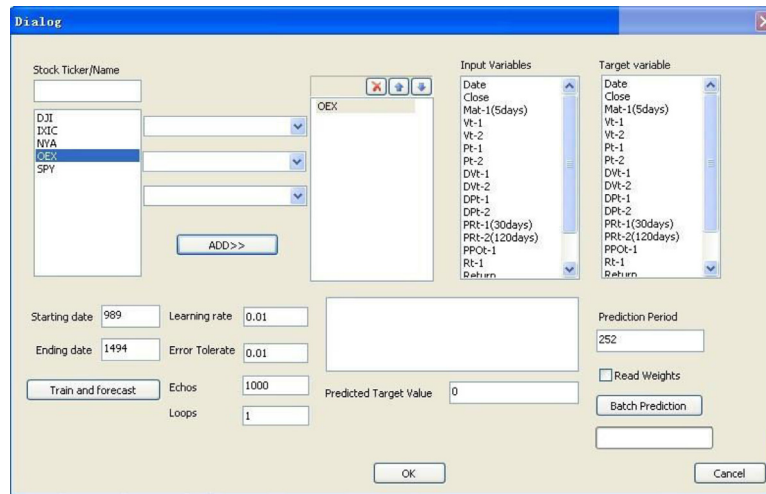 Dialog
Stock Ticker/Name
DJI
IXIC
NYA
OEX
SPY
ADD>>
OEX
Input Variables
Date
Close
Mat-1(5days)
Vt-1
Vt-2
Pt-1
Pt-2
DVt-1
DVt-2
DPt-1
DPt-2
PRt-1(30days)
PRt-2(120days)
PPOt-1
Rt-1
Return
Target variable
Date
Close
Mat-1(5days)
Vt-1
Vt-2
Pt-1
Pt-2
DVt-1
DVt-2
DPt-1
DPt-2
PRt-1(30days)
PRt-2(120days)
PPOt-1
Rt-1
Return
Starting date 989
Ending date 1494
Train and forecast
Learning rate 0.01
Error Tolerate 0.01
Echos 1000
Loops 1
Predicted Target Value 0
Prediction Period
252
Read Weights
Batch Prediction
OK
Cancel